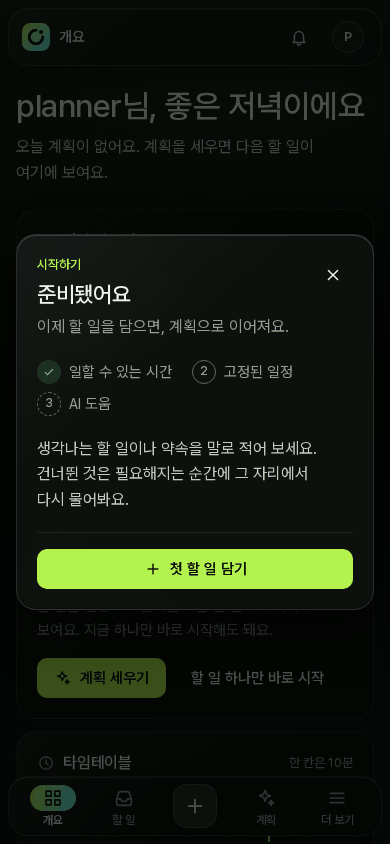 개요
P
planner님, 좋은 저녁이에요
오늘 계획이 없어요. 계획을 세우면 다음 할 일이
여기에 보여요.
시작하기
준비됐어요
이제 할 일을 담으면, 계획으로 이어져요.
일할 수 있는 시간
2 고정된 일정
3 AI 도움
생각나는 할 일이나 약속을 말로 적어 보세요.
건너뛴 것은 필요해지는 순간에 그 자리에서
다시 물어봐요.
첫 할 일 담기
보여요. 지금 하나만 바로 시작해도 돼요.
계획 세우기
할 일 하나만 바로 시작
타임테이블
한 칸은 10분
개요
할 일
계획
더 보기